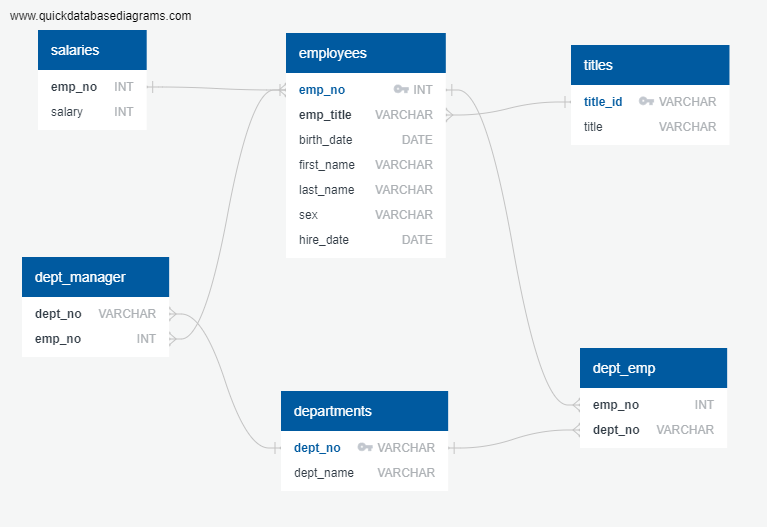 www.quickdatabasediagrams.com
salaries
emp_no INT
salary INT
employees
emp_no INT
emp_title VARCHAR
birth_date DATE
first_name VARCHAR
last_name VARCHAR
sex VARCHAR
hire_date DATE
titles
title_id VARCHAR
title VARCHAR
dept_manager
dept_no VARCHAR
emp_no INT
departments
dept_no VARCHAR
dept_name VARCHAR
dept_emp
emp_no INT
dept_no VARCHAR